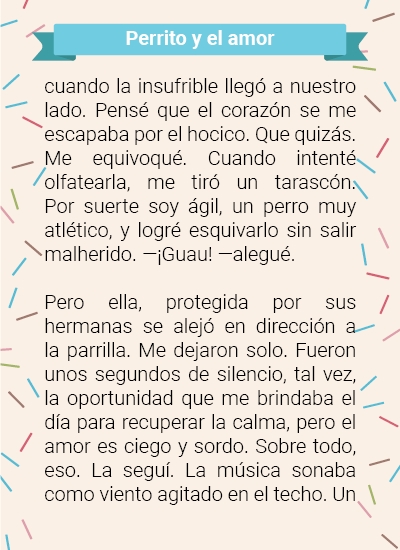 Perrito y el amor
cuando la insufrible llegó a nuestro
lado. Pensé que el corazón se me
escapaba por el hocico. Que quizás.
Me equivoqué. Cuando intenté
olfatearla, me tiró un tarascón.
Por suerte soy ágil, un perro muy
atlético, y logré esquivarlo sin salir
malherido. —¡Guau! —alegué.
Pero ella, protegida por sus
hermanas se alejó en dirección a
la parrilla. Me dejaron solo. Fueron
unos segundos de silencio, tal vez,
la oportunidad que me brindaba el
día para recuperar la calma, pero el
amor es ciego y sordo. Sobre todo,
eso. La seguí. La música sonaba
como viento agitado en el techo. Un